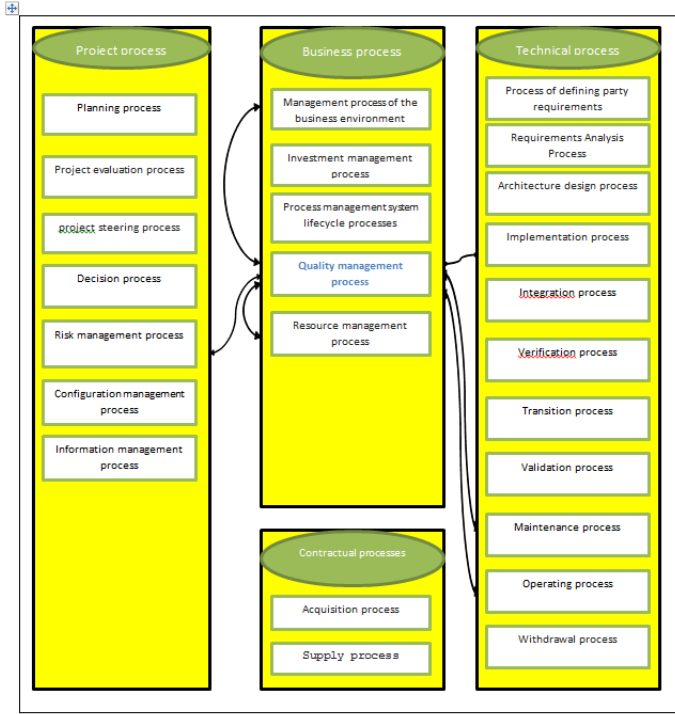 Project process
Planning process
Project evaluation process
project steering process
Decision process
Risk management process
Configuration management
process
Information management
process
Business process
Management process of the
business environment
Investment management
process
Process management system
lifecycle processes
Quality management
process
Resource management
process
Contractual processes
Acquisition process
Supply process
Technical process
Process of defining party
requirements
Requirements Analysis
Process
Architecture design process
Implementation process
Integration process
Verification process
Transition process
Validation process
Maintenance process
Operating process
Withdrawal process